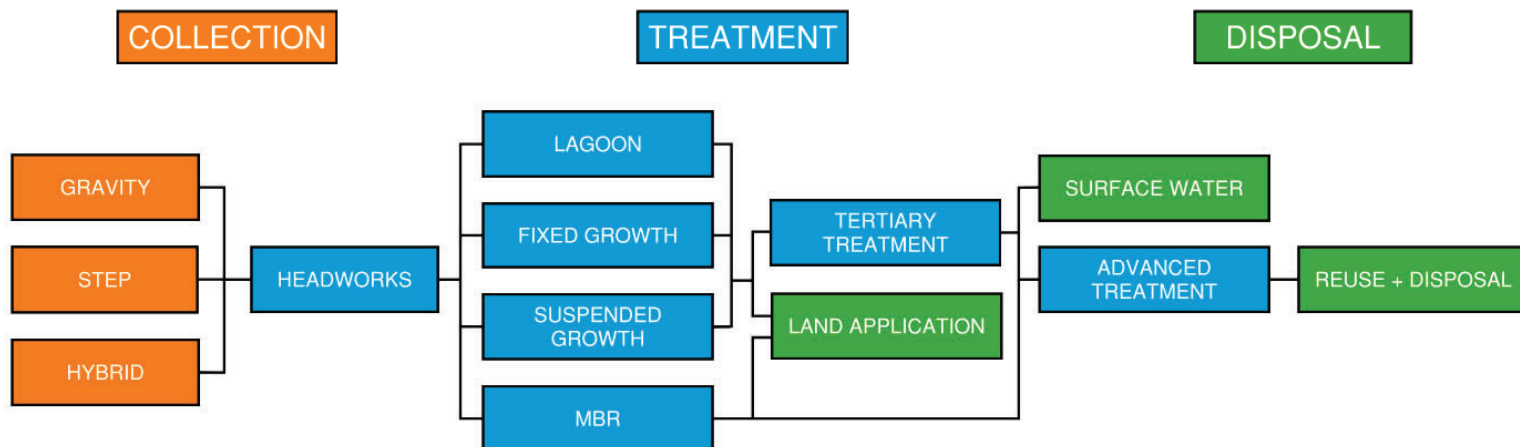 COLLECTION
TREATMENT
DISPOSAL
GRAVITY
STEP
HYBRID
HEADWORKS
LAGOON
FIXED GROWTH
SUSPENDED
GROWTH
MBR
TERTIARY
TREATMENT
LAND APPLICATION
SURFACE WATER
ADVANCED
TREATMENT
REUSE + DISPOSAL